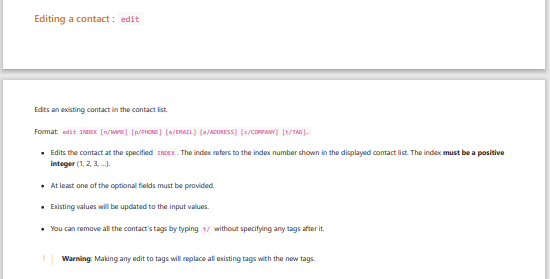 Editing a contact : edit
Edits an existing contact in the contact list.
Format: edit INDEX [n/NAME] [p/PHONE] [e/EMAIL] [a/ADDRESS] [c/COMPANY] [t/TAG]…
• Edits the contact at the specified INDEX . The index refers to the index number shown in the displayed contact list. The index must be a positive
integer (1, 2, 3, …).
• At least one of the optional fields must be provided.
• Existing values will be updated to the input values.
• You can remove all the contact's tags by typing t/ without specifying any tags after it.
! Warning: Making any edit to tags will replace all existing tags with the new tags.